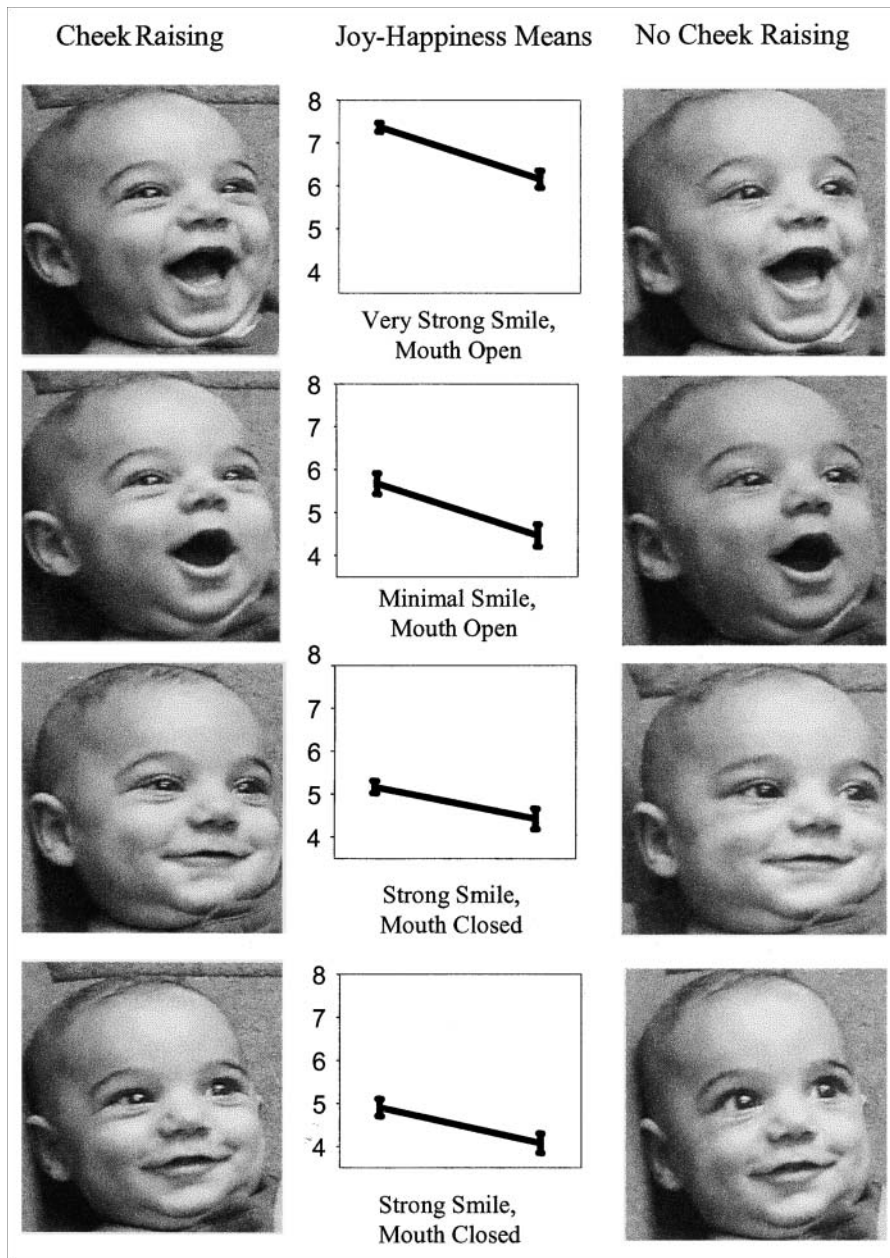 Cheek Raising
Joy-Happiness Means
No Cheek Raising
8
7
6
5
4
Very Strong Smile,
Mouth Open
8
7
6
5
4
Minimal Smile,
Mouth Open
8
7
6
5
4
Strong Smile,
Mouth Closed
8
7
6
5
4
Strong Smile,
Mouth Closed